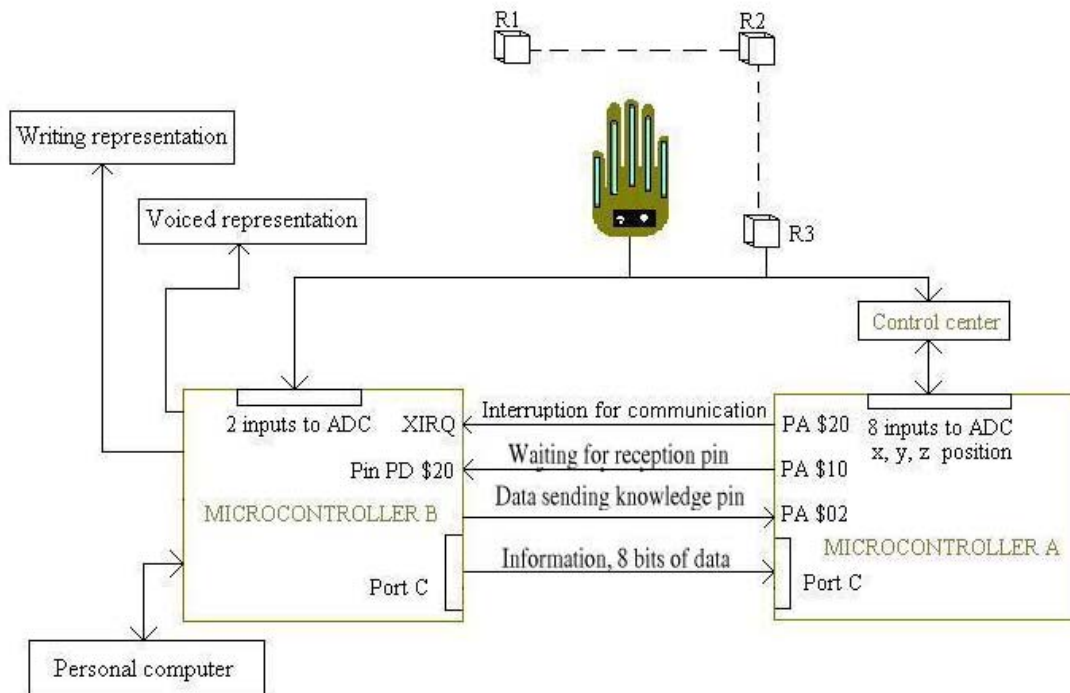 R1
R2
Writing representation
Voiced representation
R3
Control center
2 inputs to ADC
XIRQ
Interruption for communication
PA $20
8 inputs to ADC
x, y, z position
Pin PD $20
Waiting for reception pin
PA $10
Data sending knowledge pin
PA $02
MICROCONTROLLER B
MICROCONTROLLER A
Port C
Information, 8 bits of data
Port C
Personal computer